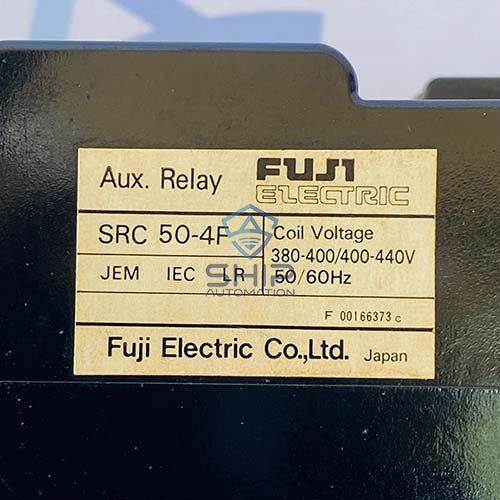 Aux. Relay FUJI
ELECTRIC
SRC 50-4F Coil Voltage
380-400/400-440V
JEM IEC LR 50/60Hz
SHIP
AUTOMATION
F 00166373 C
Fuji Electric Co.,Ltd. Japan